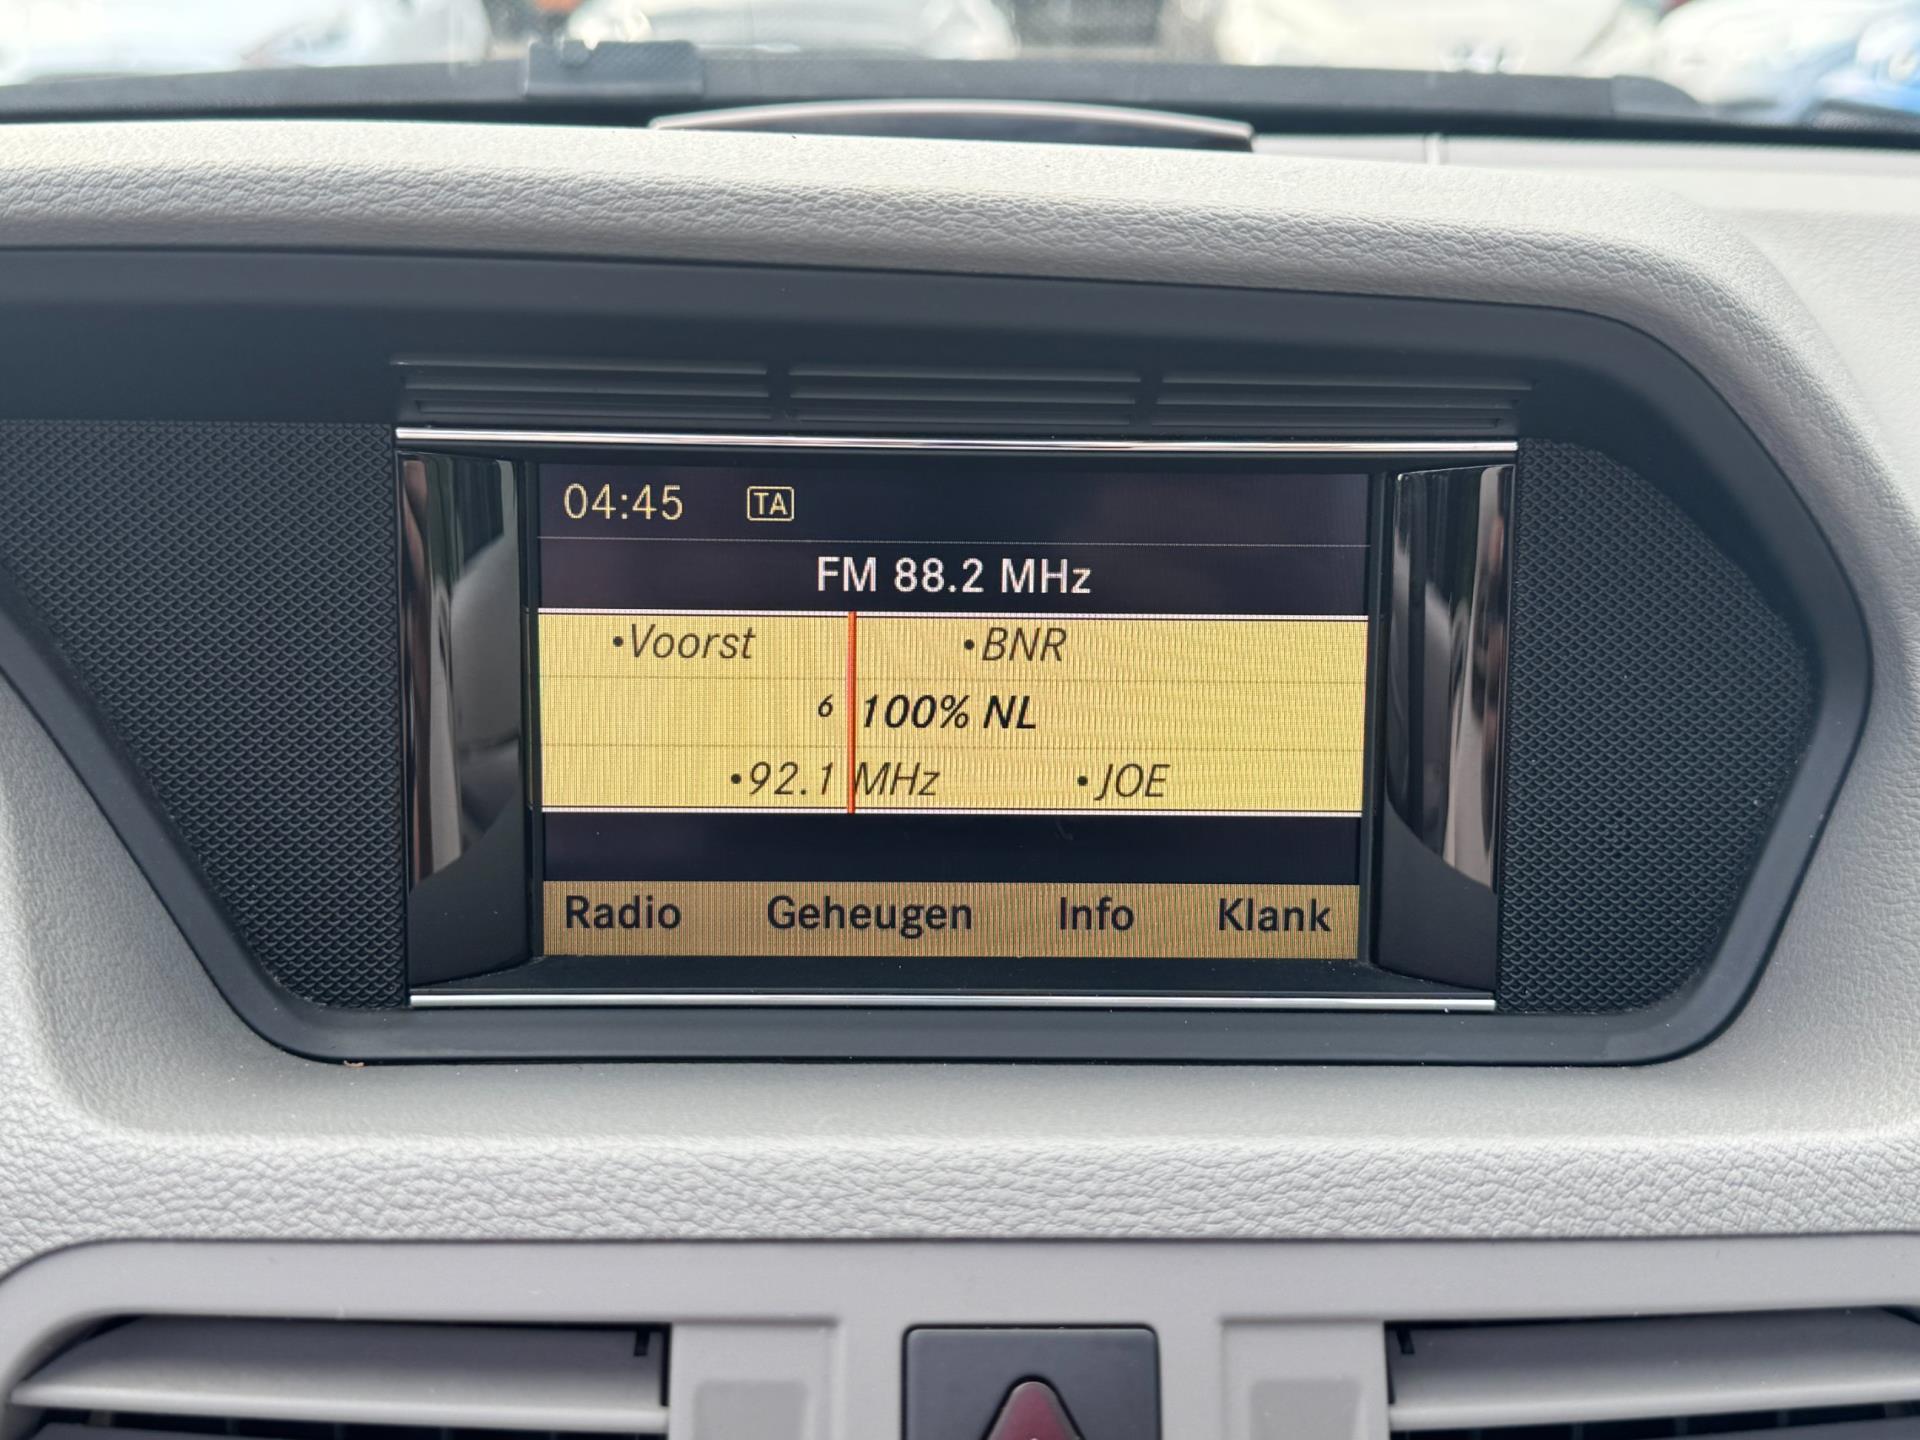 04:45 TA
FM 88.2 MHz
•Voorst •BNR
6 100% NL
•92.1 MHz •JOE
Radio Geheugen Info Klank